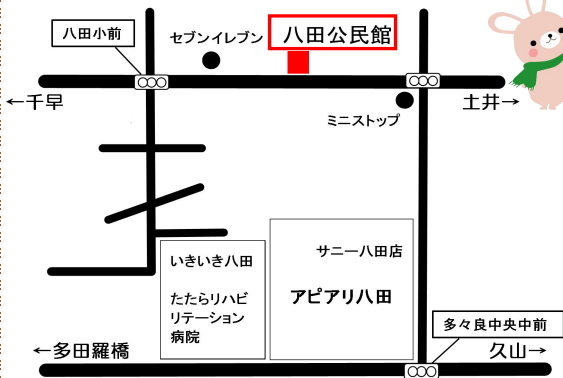 八田小前
セブンイレブン
八田公民館
←千早
土井→
ミニストップ
いきいき八田
たたらリハビ
リテーション
病院
サニー八田店
アピアリ八田
多々良中央中前
←多田羅橋
久山→